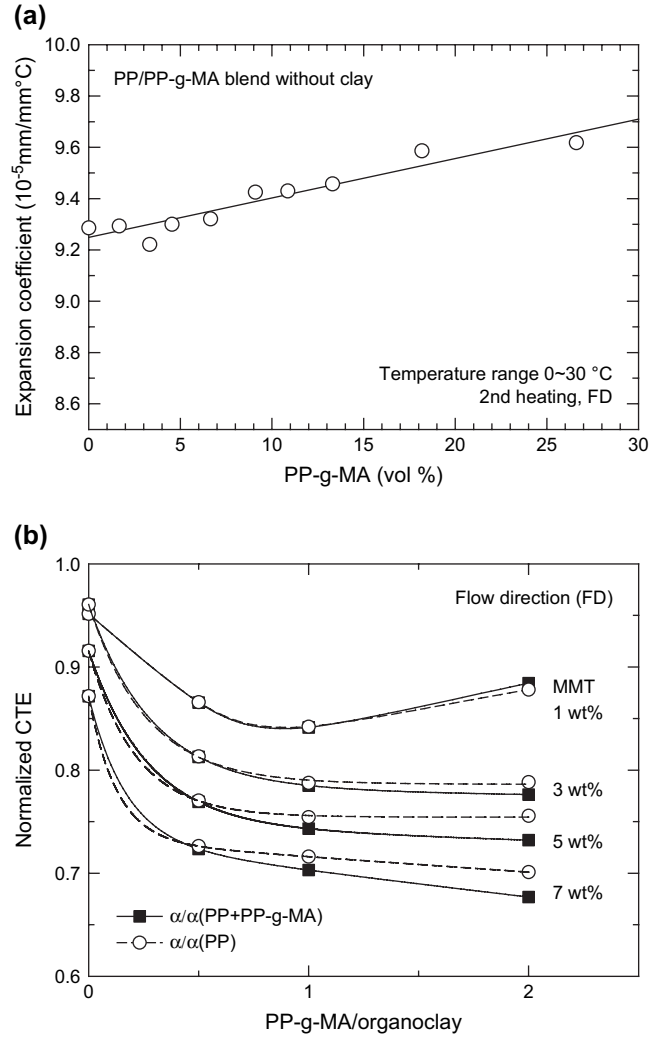 (a)
10.0
9.8
9.6
9.4
9.2
9.0
8.8
8.6
Expansion coefficient (10⁻⁵mm/mm°C)
PP/PP-g-MA blend without clay
Temperature range 0~30 °C
2nd heating, FD
0 5 10 15 20 25 30
PP-g-MA (vol %)
(b)
1.0
0.9
0.8
0.7
0.6
Normalized CTE
Flow direction (FD)
MMT
1 wt%
3 wt%
5 wt%
7 wt%
α/α(PP+PP-g-MA)
α/α(PP)
0 1 2
PP-g-MA/organoclay